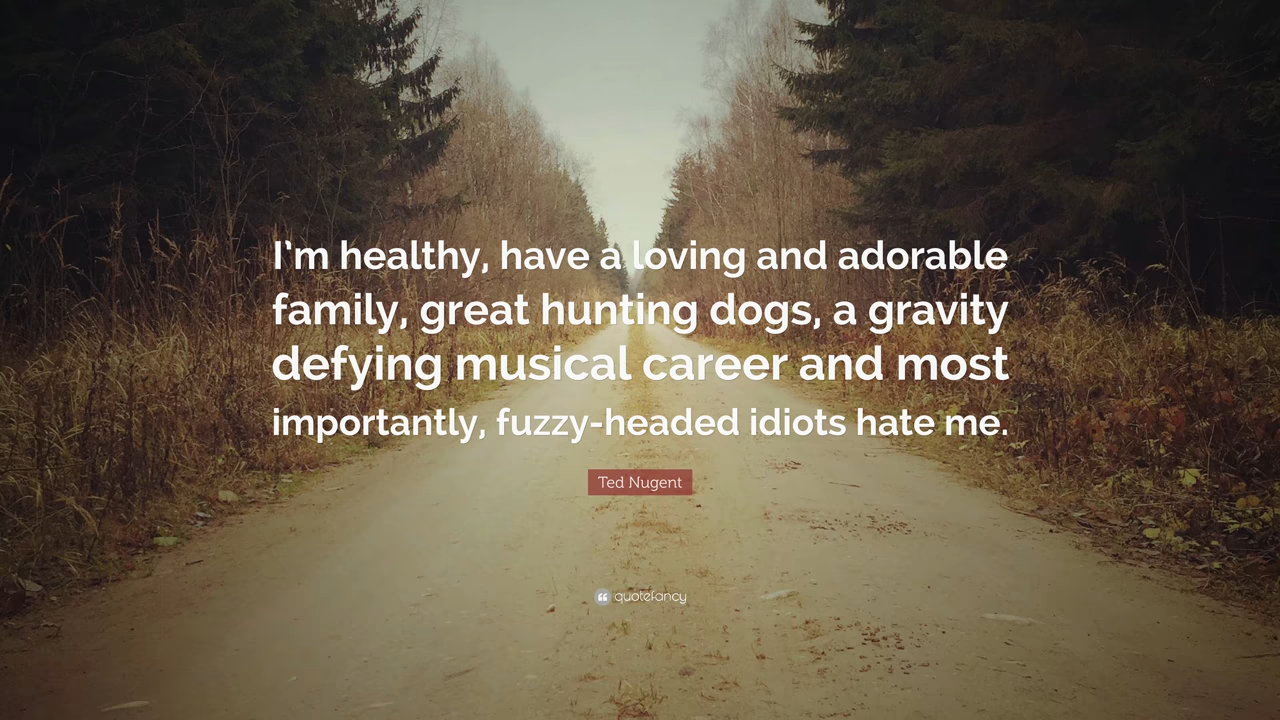 I’m healthy, have a loving and adorable
family, great hunting dogs, a gravity
defying musical career and most
importantly, fuzzy-headed idiots hate me.
Ted Nugent
quotefancy